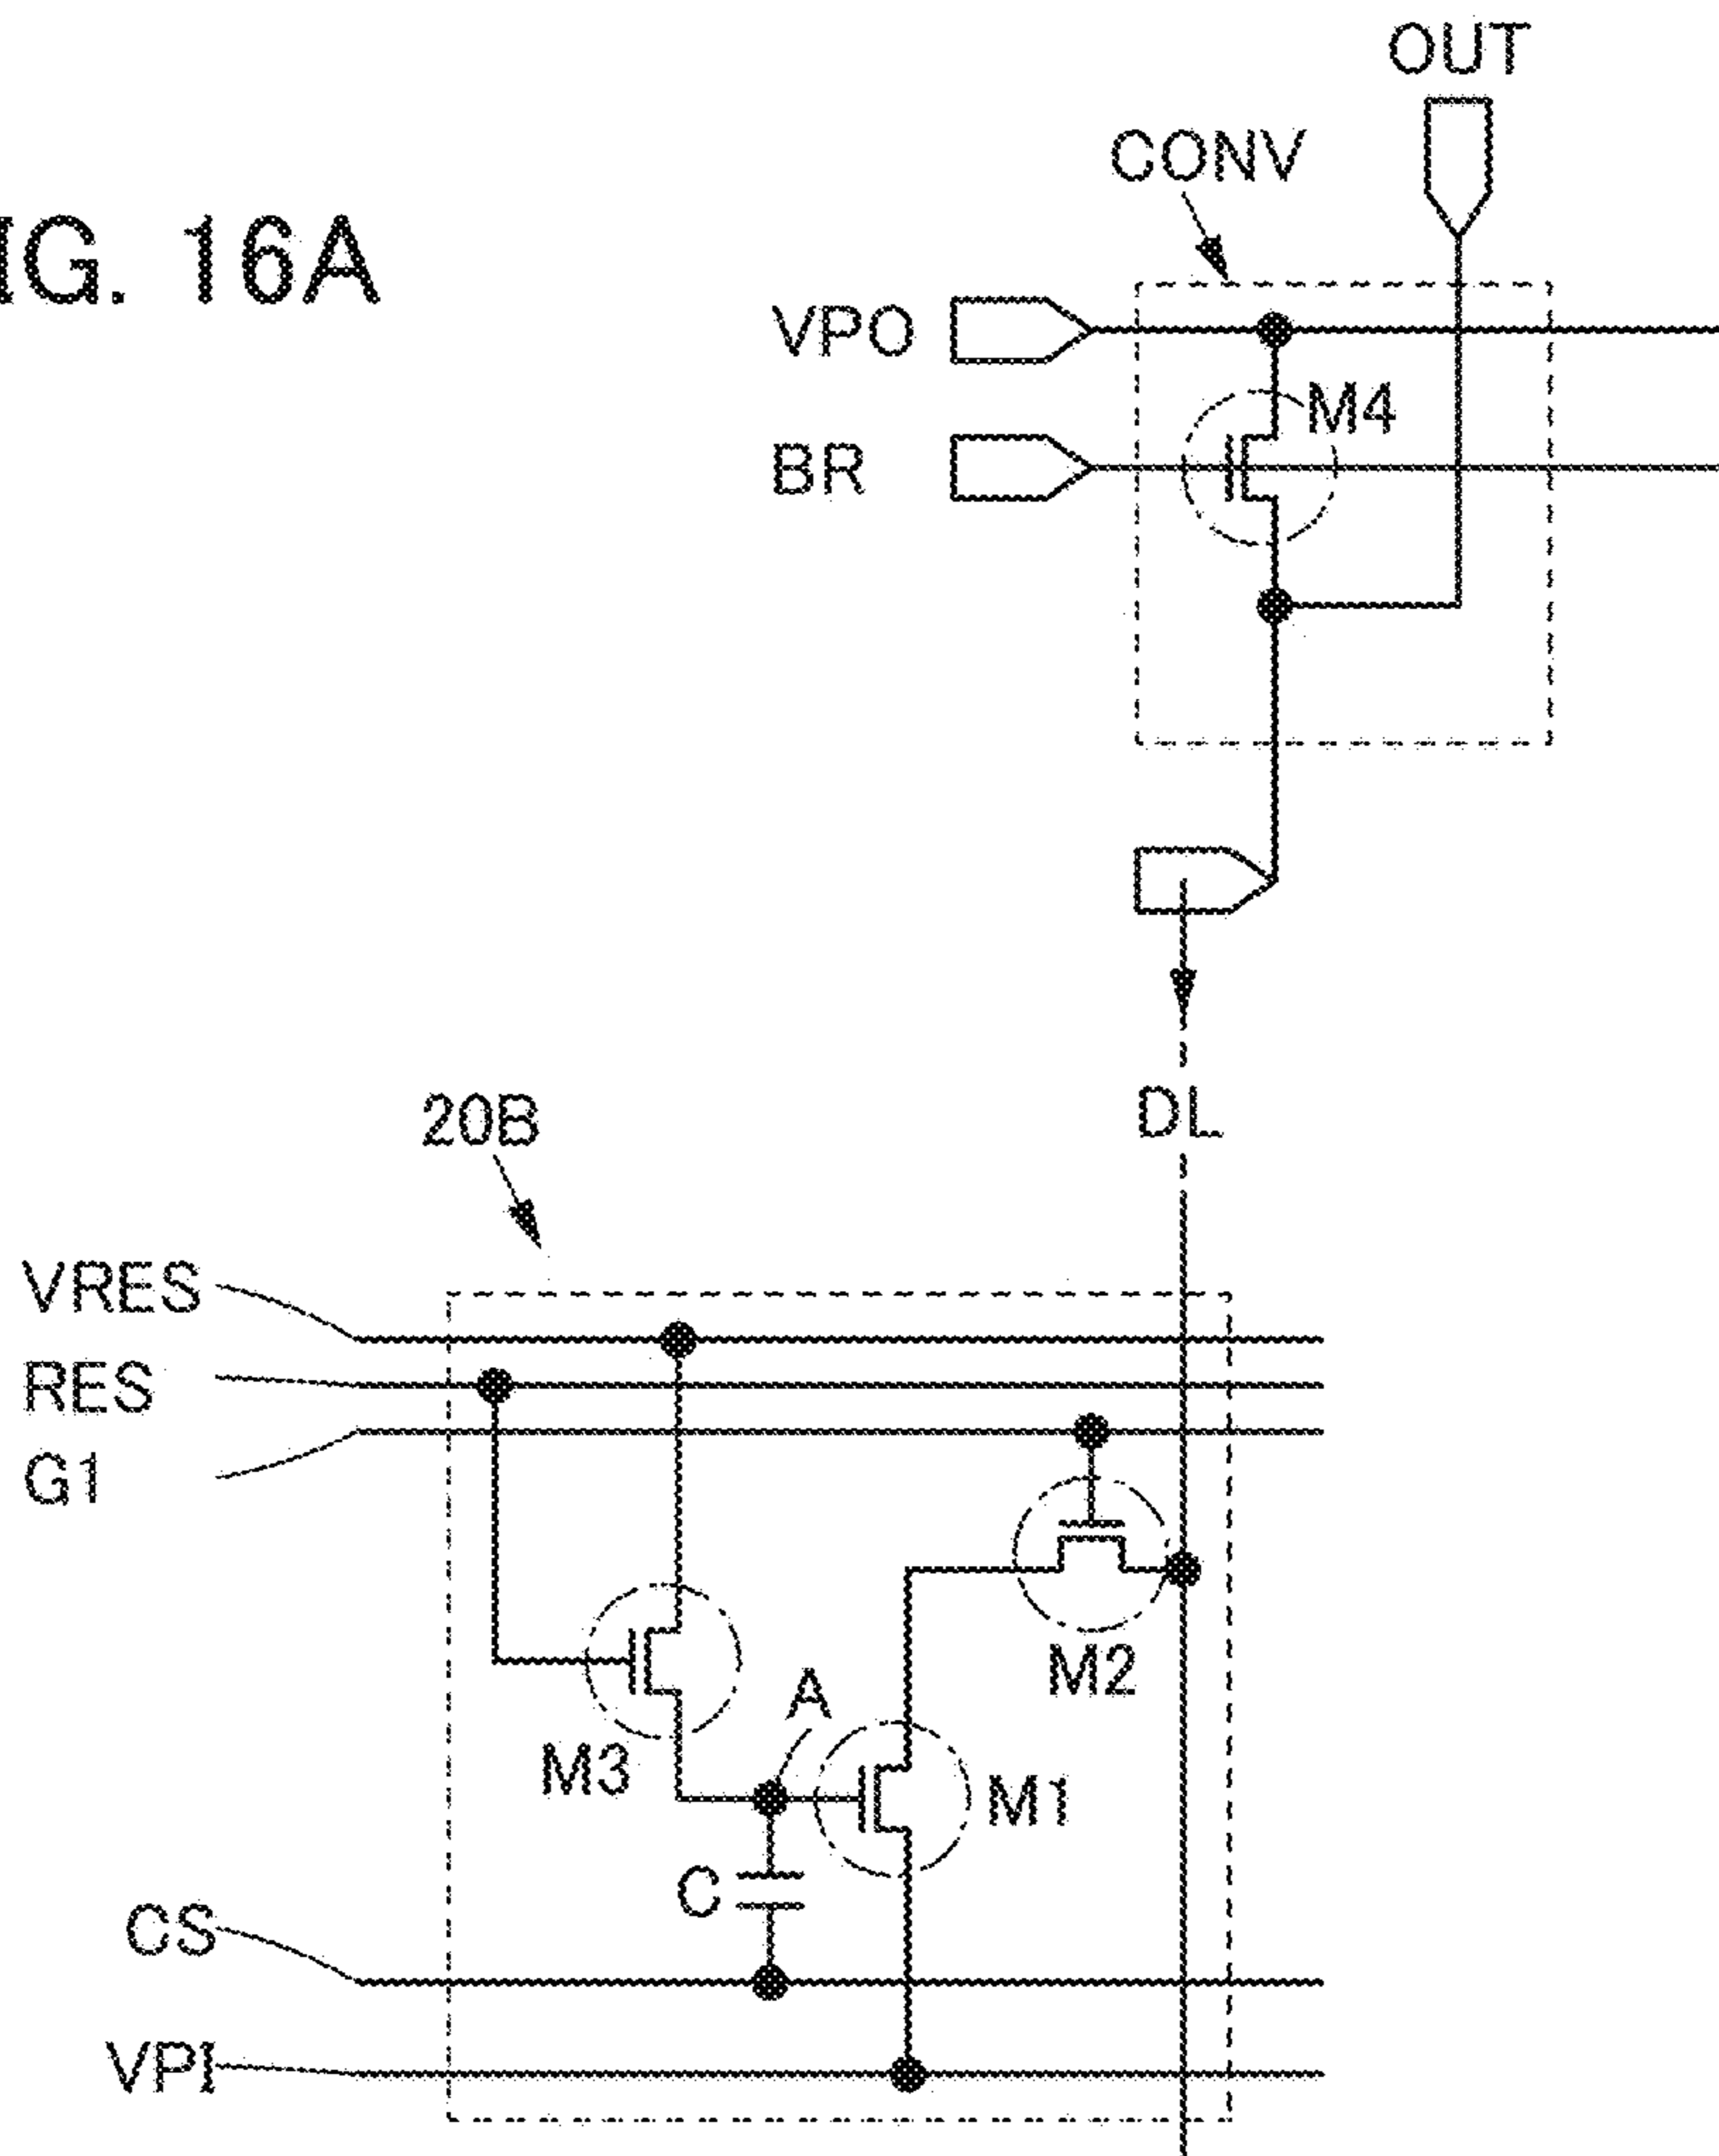 OUT
CONV
IG. 16A
VPO
M4
BR
DL
20B
VRES
RES
G1
M2
A
M3
M1
C
CS
VPI